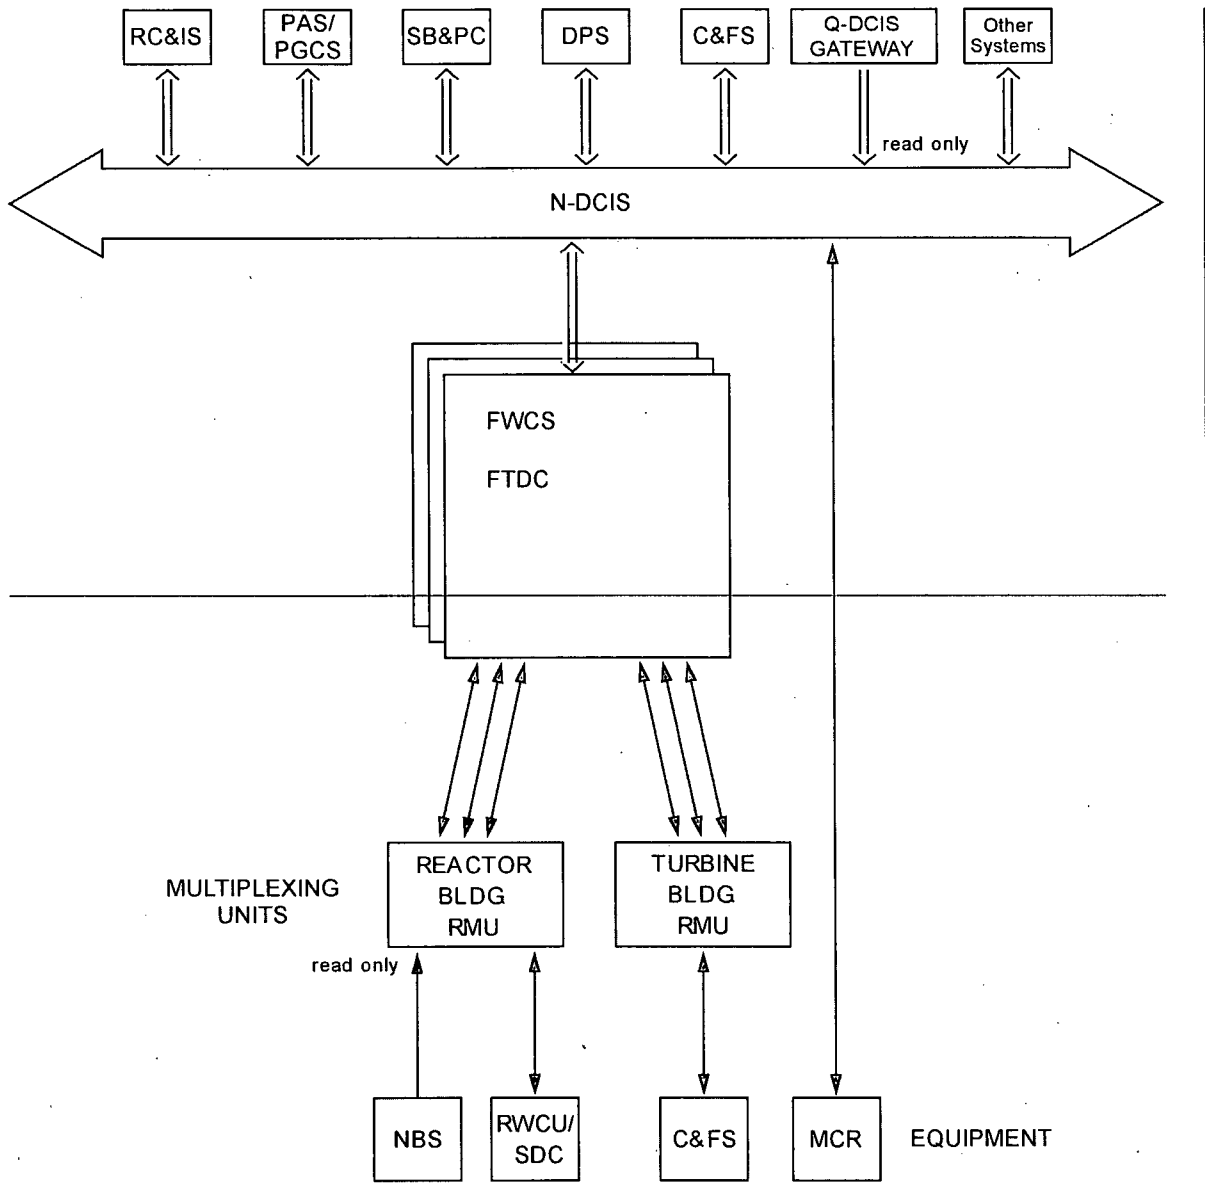 RC&IS
PAS/
PGCS
SB&PC
DPS
C&FS
Q-DCIS
GATEWAY
Other
Systems
read only
N-DCIS
FWCS
FTDC
MULTIPLEXING
UNITS
REACTOR
BLDG
RMU
TURBINE
BLDG
RMU
read only
NBS
RWCU/
SDC
C&FS
MCR
EQUIPMENT